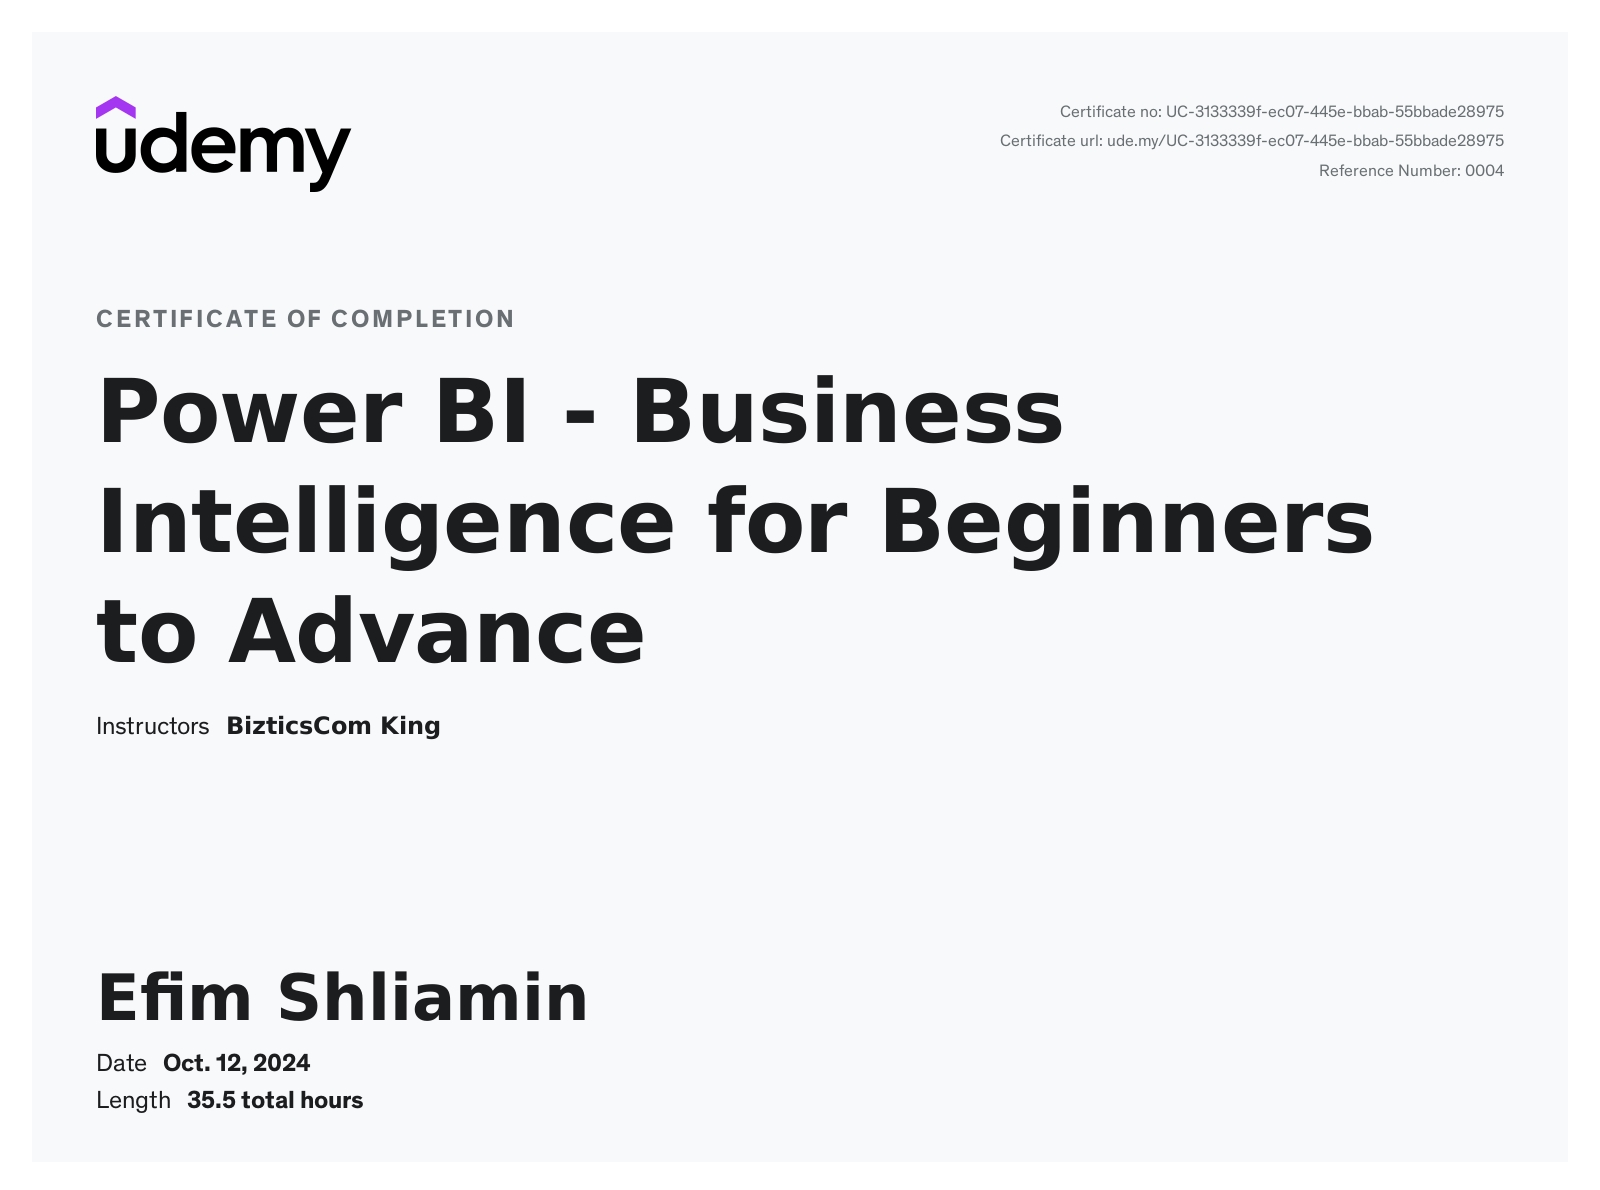 udemy
Certificate no: UC-3133339f-ec07-445e-bbab-55bbade28975
Certificate url: ude.my/UC-3133339f-ec07-445e-bbab-55bbade28975
Reference Number: 0004
CERTIFICATE OF COMPLETION
Power BI - Business
Intelligence for Beginners
to Advance
Instructors BizticsCom King
Efim Shliamin
Date Oct. 12, 2024
Length 35.5 total hours